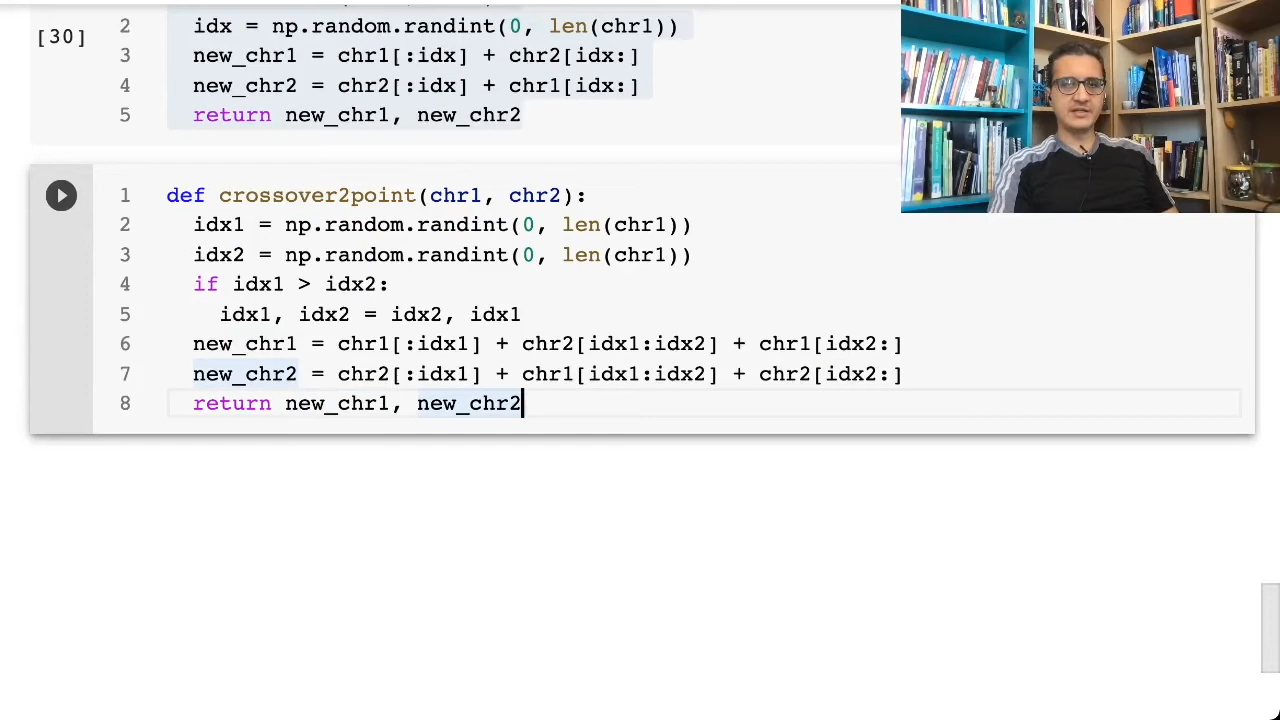 [30]
2 idx = np.random.randint(0, len(chr1))
3 new_chr1 = chr1[:idx] + chr2[idx:]
4 new_chr2 = chr2[:idx] + chr1[idx:]
5 return new_chr1, new_chr2
1 def crossover2point(chr1, chr2):
2 idx1 = np.random.randint(0, len(chr1))
3 idx2 = np.random.randint(0, len(chr1))
4 if idx1 > idx2:
5 idx1, idx2 = idx2, idx1
6 new_chr1 = chr1[:idx1] + chr2[idx1:idx2] + chr1[idx2:]
7 new_chr2 = chr2[:idx1] + chr1[idx1:idx2] + chr2[idx2:]
8 return new_chr1, new_chr2